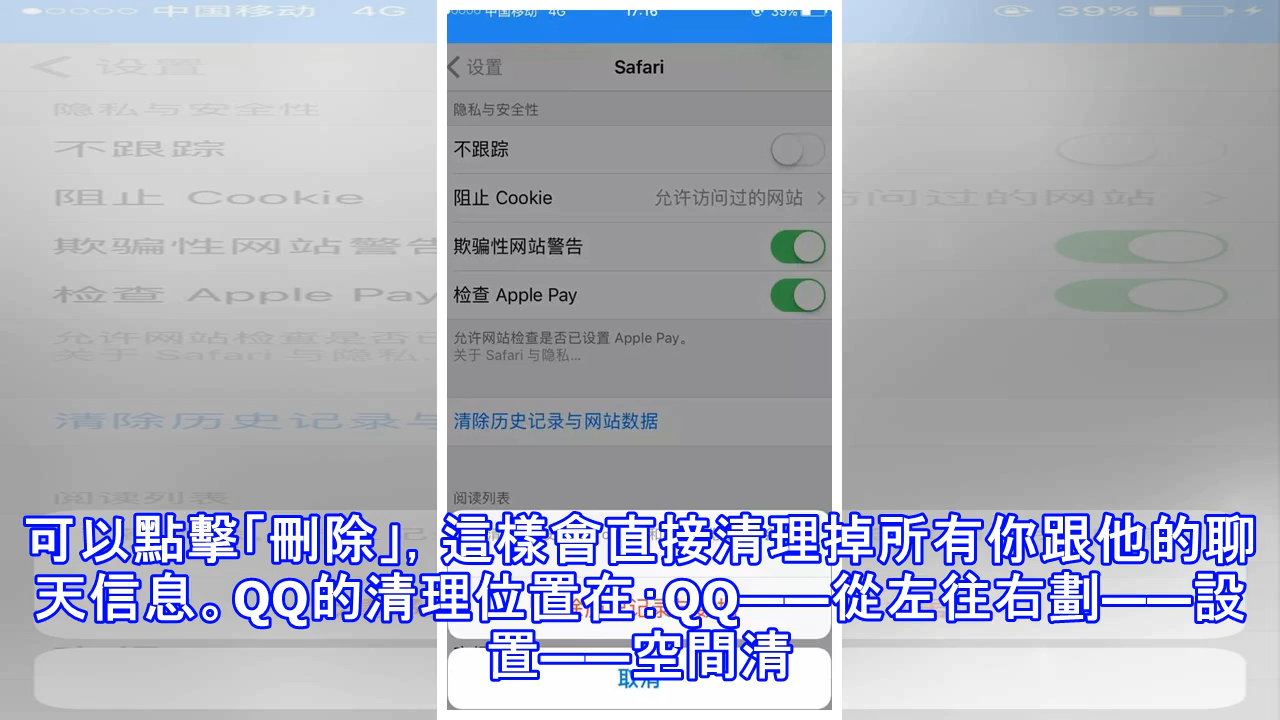 中国移动 4G 17:16 39%
设置 Safari
隐私与安全性
不跟踪
阻止 Cookie 允许访问过的网站
欺骗性网站警告
检查 Apple Pay
允许网站检查是否已设置 Apple Pay。
关于 Safari 与隐私...
清除历史记录与网站数据
阅读列表
可以點擊「刪除」，這樣會直接清理掉所有你跟他的聊
天信息。QQ的清理位置在：QQ——從左往右劃——設
置——空間清
取消